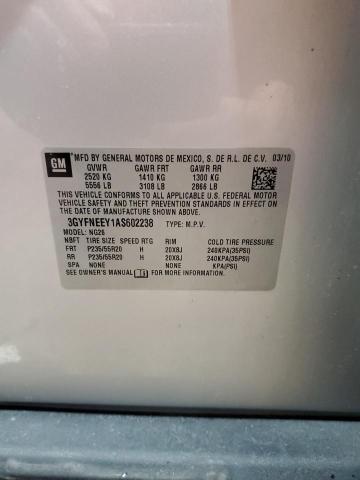 GM
MFD BY GENERAL MOTORS DE MEXICO, S. DE R.L. DE C.V. 03/10
GVWR GAWR FRT GAWR RR
2520 KG 1410 KG 1300 KG
5556 LB 3108 LB 2866 LB
THIS VEHICLE CONFORMS TO ALL APPLICABLE U.S. FEDERAL MOTOR
VEHICLE SAFETY AND THEFT PREVENTION STANDARDS IN EFFECT ON
THE DATE OF MANUFACTURE SHOWN ABOVE.
3GYFNEEY1AS602238 TYPE: M.P.V.
MODEL: NG26
NBFT TIRE SIZE SPEED RTG RIM COLD TIRE PRESSURE
FRT P235/55R20 H 20X8J 240KPA(35PSI)
RR P235/55R20 H 20X8J 240KPA(35PSI)
SPA NONE NONE KPA(PSI)
SEE OWNER'S MANUAL FOR ADDITIONAL INFORMATION.